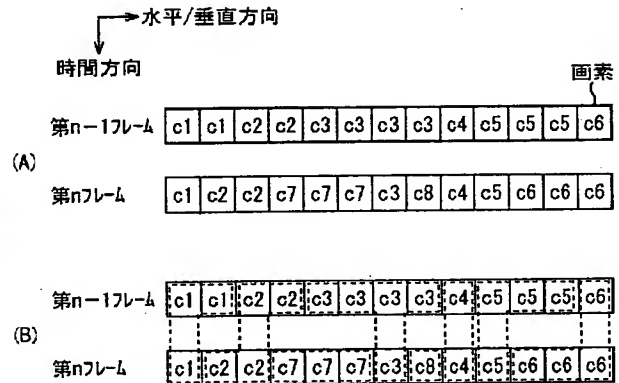 水平/垂直方向
時間方向
画素
(A)
第n-1フレーム c1 c1 c2 c2 c3 c3 c3 c3 c4 c5 c5 c5 c6
第nフレーム c1 c2 c2 c7 c7 c7 c3 c8 c4 c5 c6 c6 c6
(B)
第n-1フレーム c1 c1 c2 c2 c3 c3 c3 c3 c4 c5 c5 c5 c6
第nフレーム c1 c2 c2 c7 c7 c7 c3 c8 c4 c5 c6 c6 c6